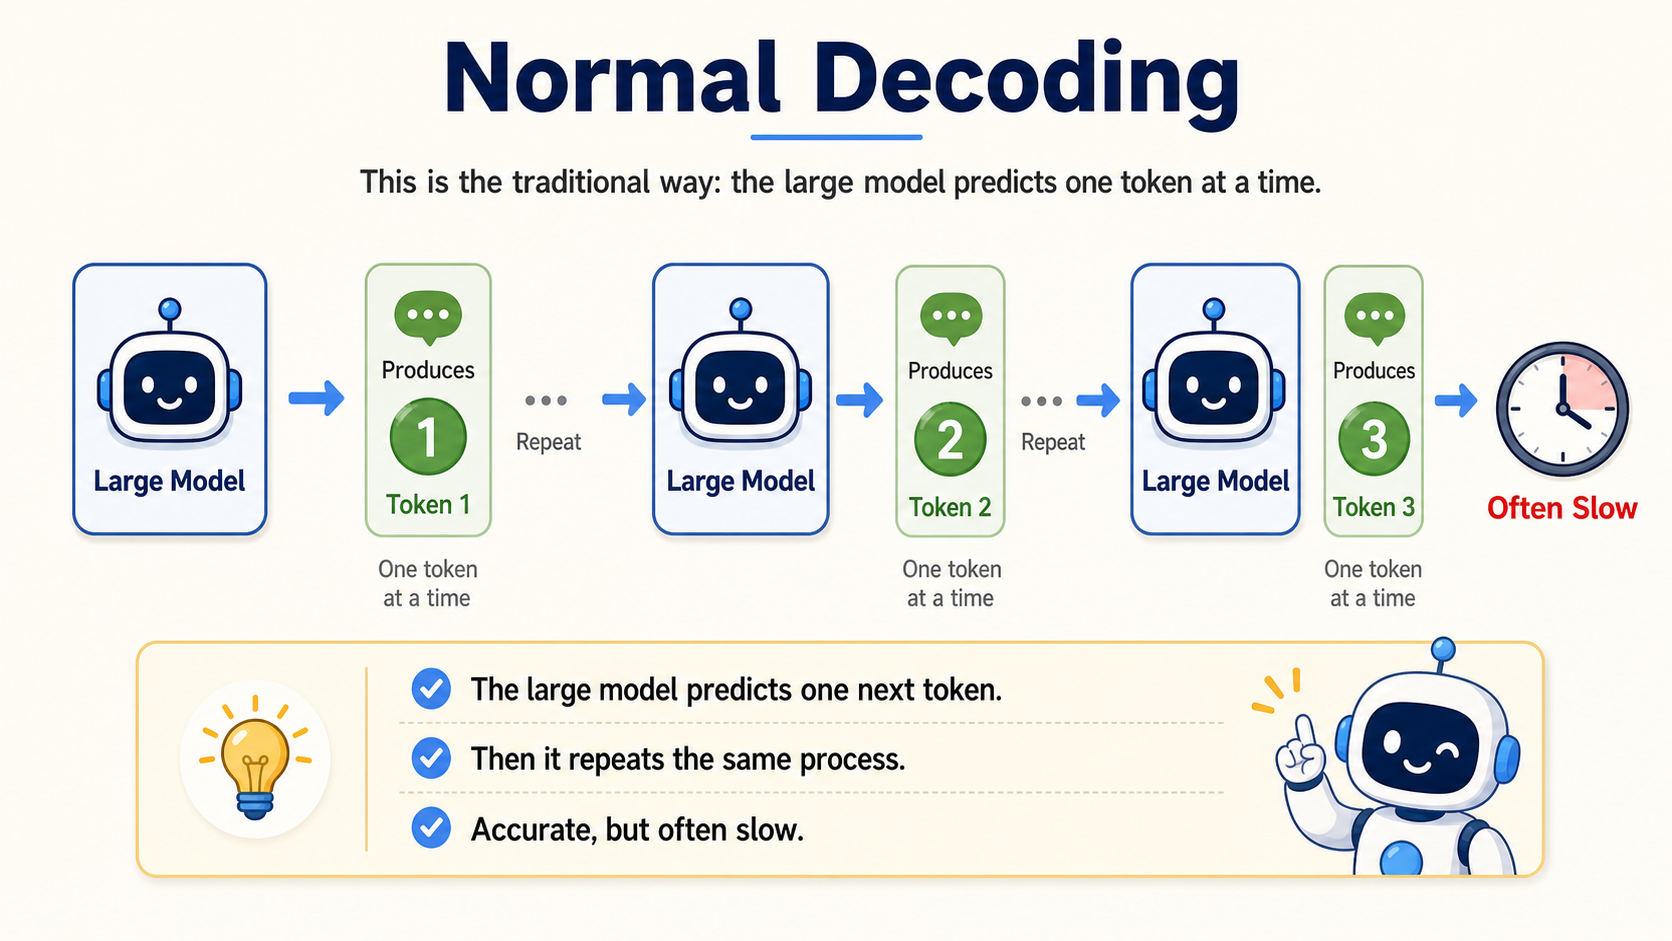 Normal Decoding
This is the traditional way: the large model predicts one token at a time.
Large Model
Produces
1
Token 1
One token
at a time
...
Repeat
Large Model
Produces
2
Token 2
One token
at a time
...
Repeat
Large Model
Produces
3
Token 3
One token
at a time
Often Slow
The large model predicts one next token.
Then it repeats the same process.
Accurate, but often slow.